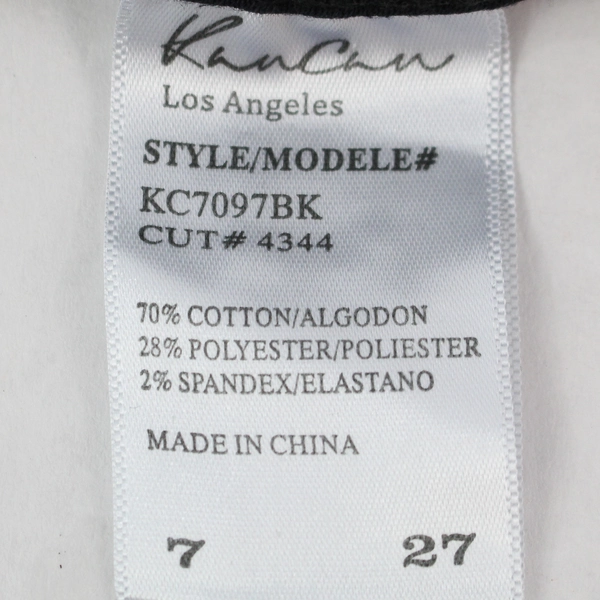 KanCan
Los Angeles
STYLE/MODELE#
KC7097BK
CUT# 4344
70% COTTON/ALGODON
28% POLYESTER/POLIESTER
2% SPANDEX/ELASTANO
MADE IN CHINA
7 27